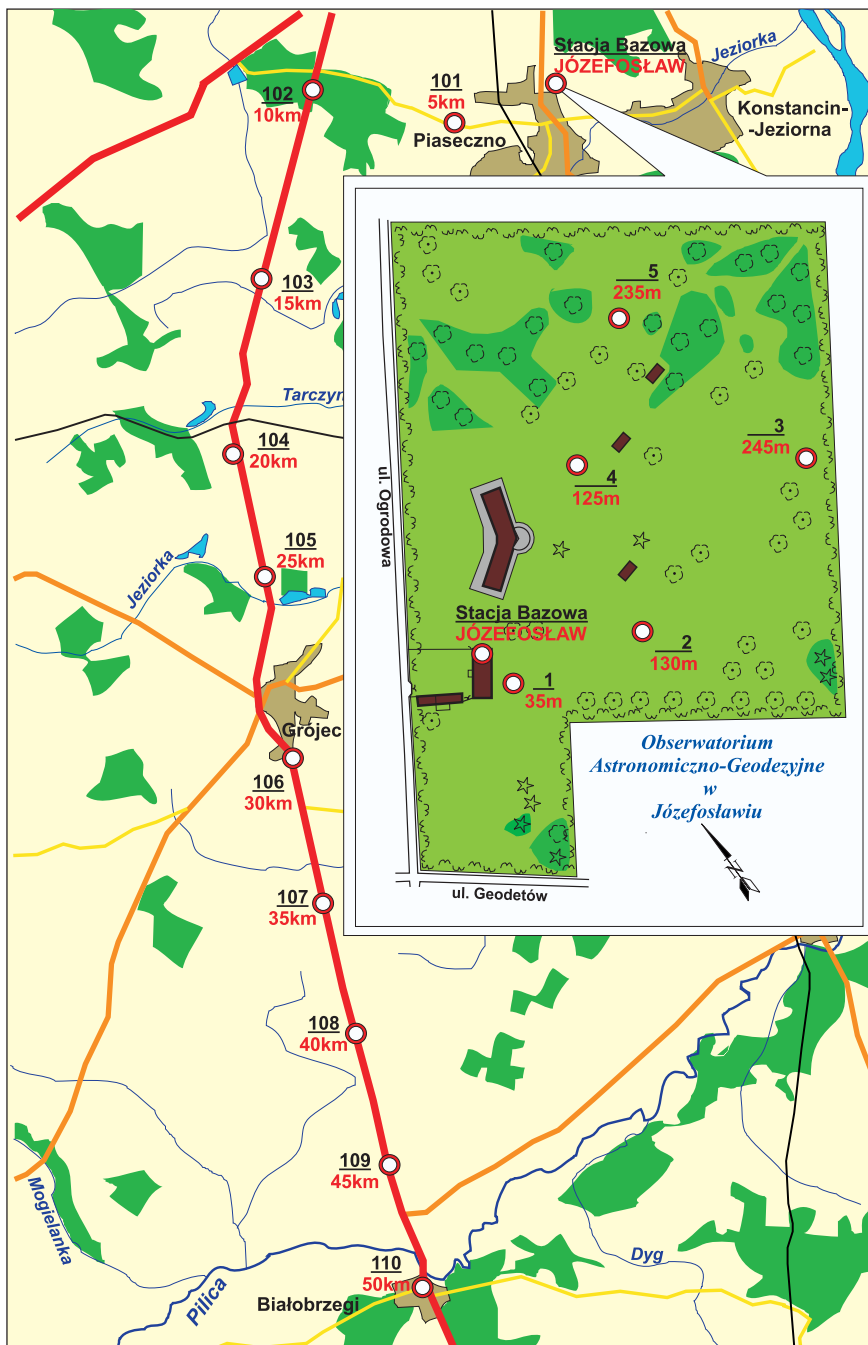 Stacja Bazowa
JÓZEFOSŁAW
Jeziorka
101
5km
Piaseczno
102
10km
Konstancin-
-Jeziorna
103
15km
Tarczyn
104
20km
105
25km
Jeziorka
Grójec
106
30km
107
35km
108
40km
109
45km
Mogielanka
110
50km
Białobrzegi
Pilica
Dyg
5
235m
3
245m
4
125m
ul. Ogrodowa
Stacja Bazowa
JÓZEFOSŁAW
2
130m
1
35m
Obserwatorium
Astronomiczno-Geodezyjne
w
Józefosławiu
N
ul. Geodetów